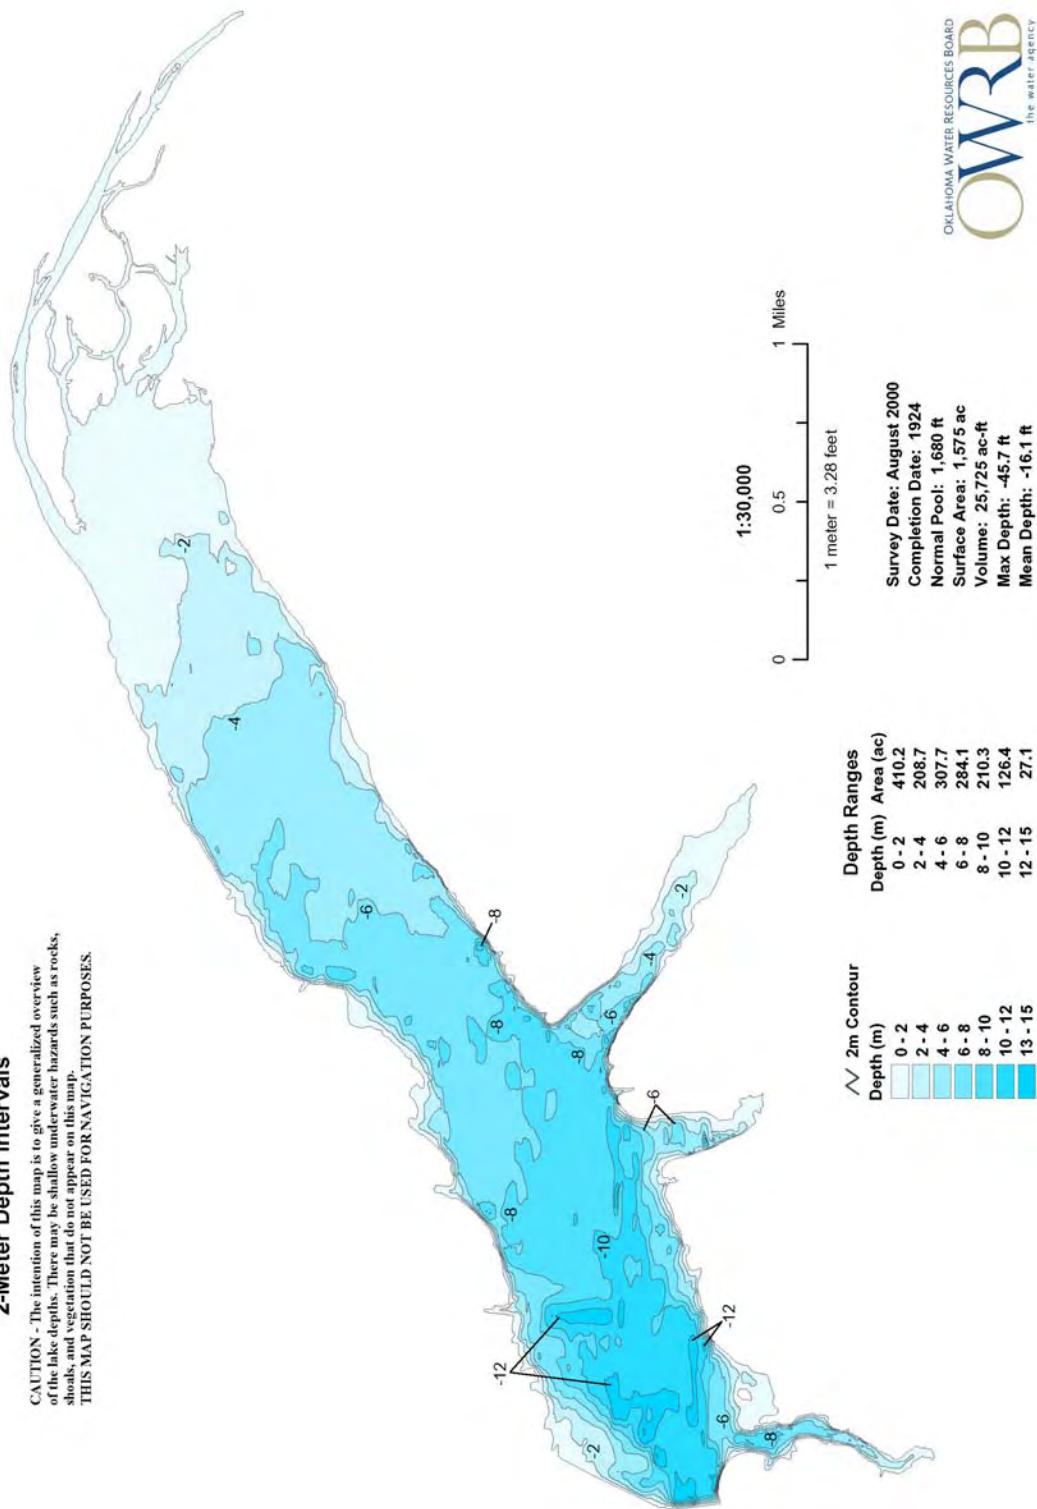 2-Meter Depth Intervals
CAUTION - The intention of this map is to give a generalized overview
of the lake depths. There may be shallow underwater hazards such as rocks,
shoals, and vegetation that do not appear on this map.
THIS MAP SHOULD NOT BE USED FOR NAVIGATION PURPOSES.
-2
-4
-6
-8
-8
-2
-4
-6
-8
-6
-8
-10
-12
-12
-2
-6
-8
1:30,000
0 0.5 1 Miles
1 meter = 3.28 feet
2m Contour
Depth (m)
0 - 2
2 - 4
4 - 6
6 - 8
8 - 10
10 - 12
13 - 15
Depth Ranges
Depth (m) Area (ac)
0 - 2 410.2
2 - 4 208.7
4 - 6 307.7
6 - 8 284.1
8 - 10 210.3
10 - 12 126.4
12 - 15 27.1
Survey Date: August 2000
Completion Date: 1924
Normal Pool: 1,680 ft
Surface Area: 1,575 ac
Volume: 25,725 ac-ft
Max Depth: -45.7 ft
Mean Depth: -16.1 ft
OKLAHOMA WATER RESOURCES BOARD
OWRB
the water agency